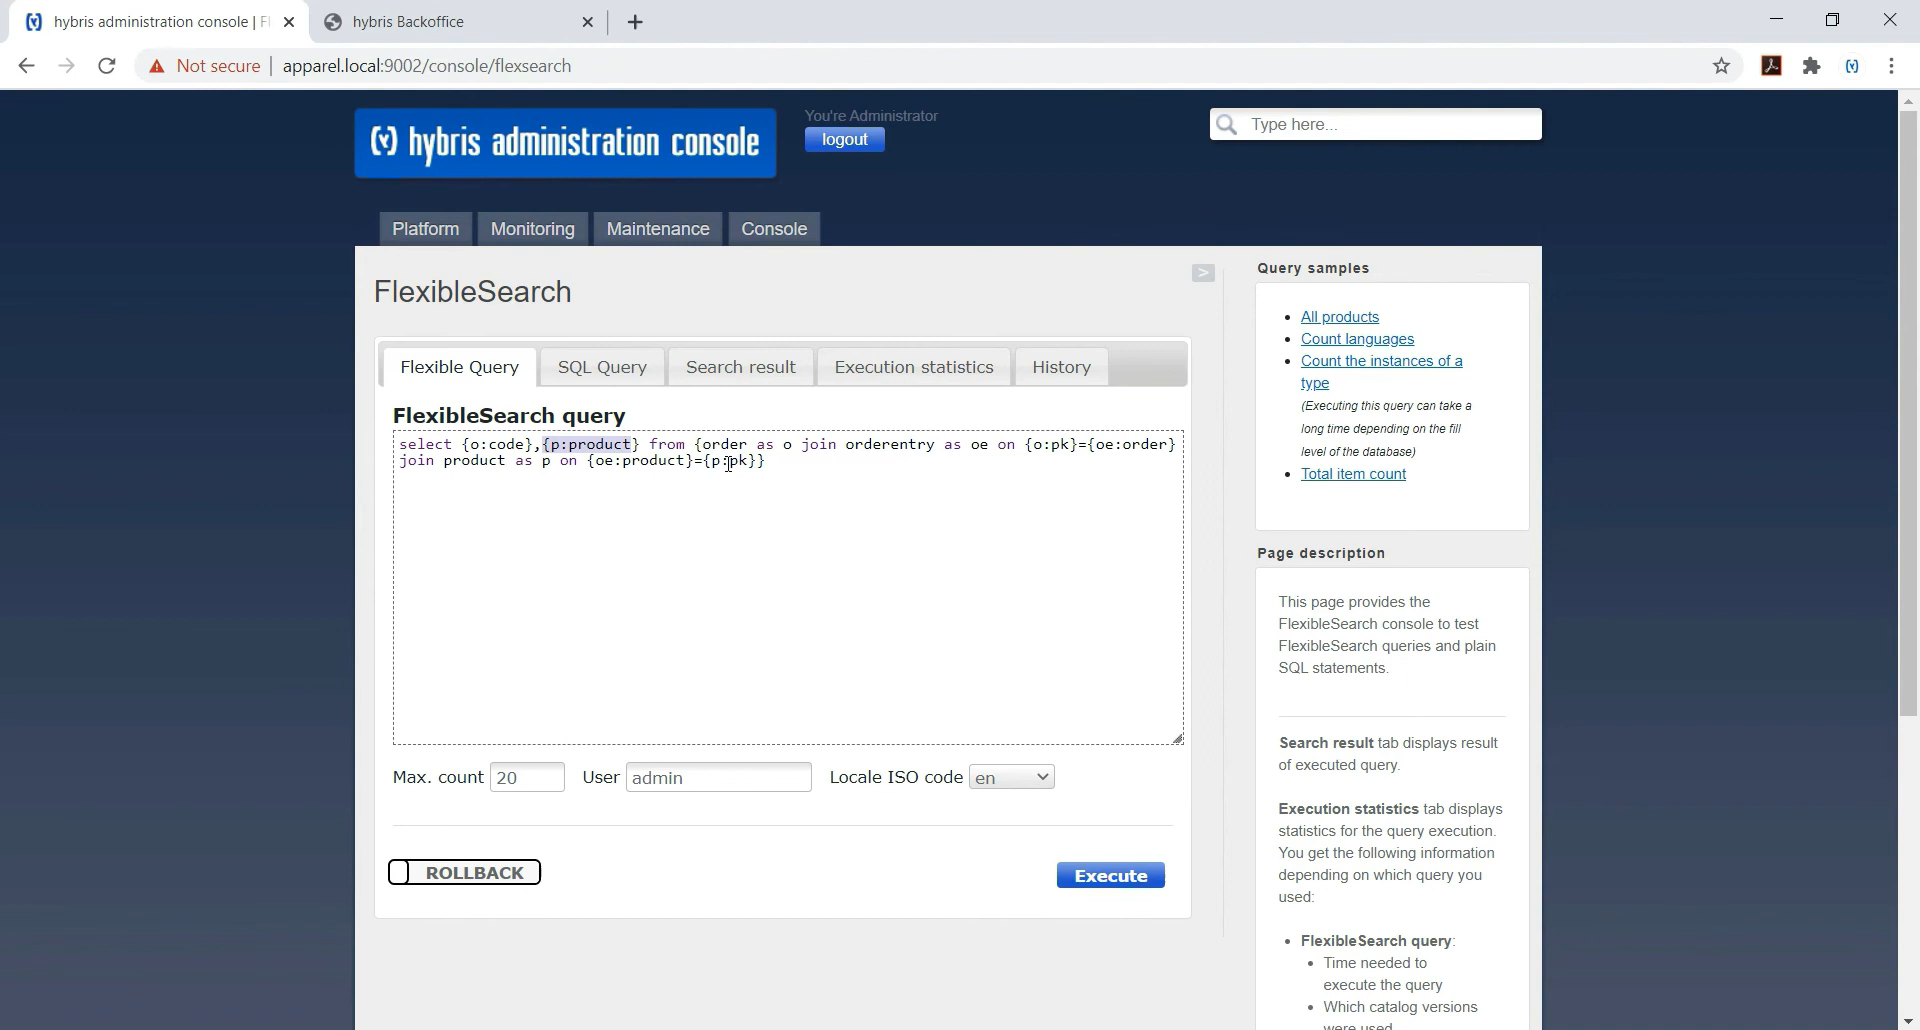 hybris administration console | Fl
hybris Backoffice
Not secure | apparel.local:9002/console/flexsearch
(y) hybris administration console
You're Administrator
logout
Type here...
Platform
Monitoring
Maintenance
Console
FlexibleSearch
>
Flexible Query
SQL Query
Search result
Execution statistics
History
FlexibleSearch query
select {o:code},{p:product} from {order as o join orderentry as oe on {o:pk}={oe:order}
join product as p on {oe:product}={p:pk}}
Max. count 20 User admin Locale ISO code en
ROLLBACK
Execute
Query samples
• All products
• Count languages
• Count the instances of a
type
(Executing this query can take a
long time depending on the fill
level of the database)
• Total item count
Page description
This page provides the
FlexibleSearch console to test
FlexibleSearch queries and plain
SQL statements.
Search result tab displays result
of executed query.
Execution statistics tab displays
statistics for the query execution.
You get the following information
depending on which query you
used:
• FlexibleSearch query:
• Time needed to
execute the query
• Which catalog versions
were used